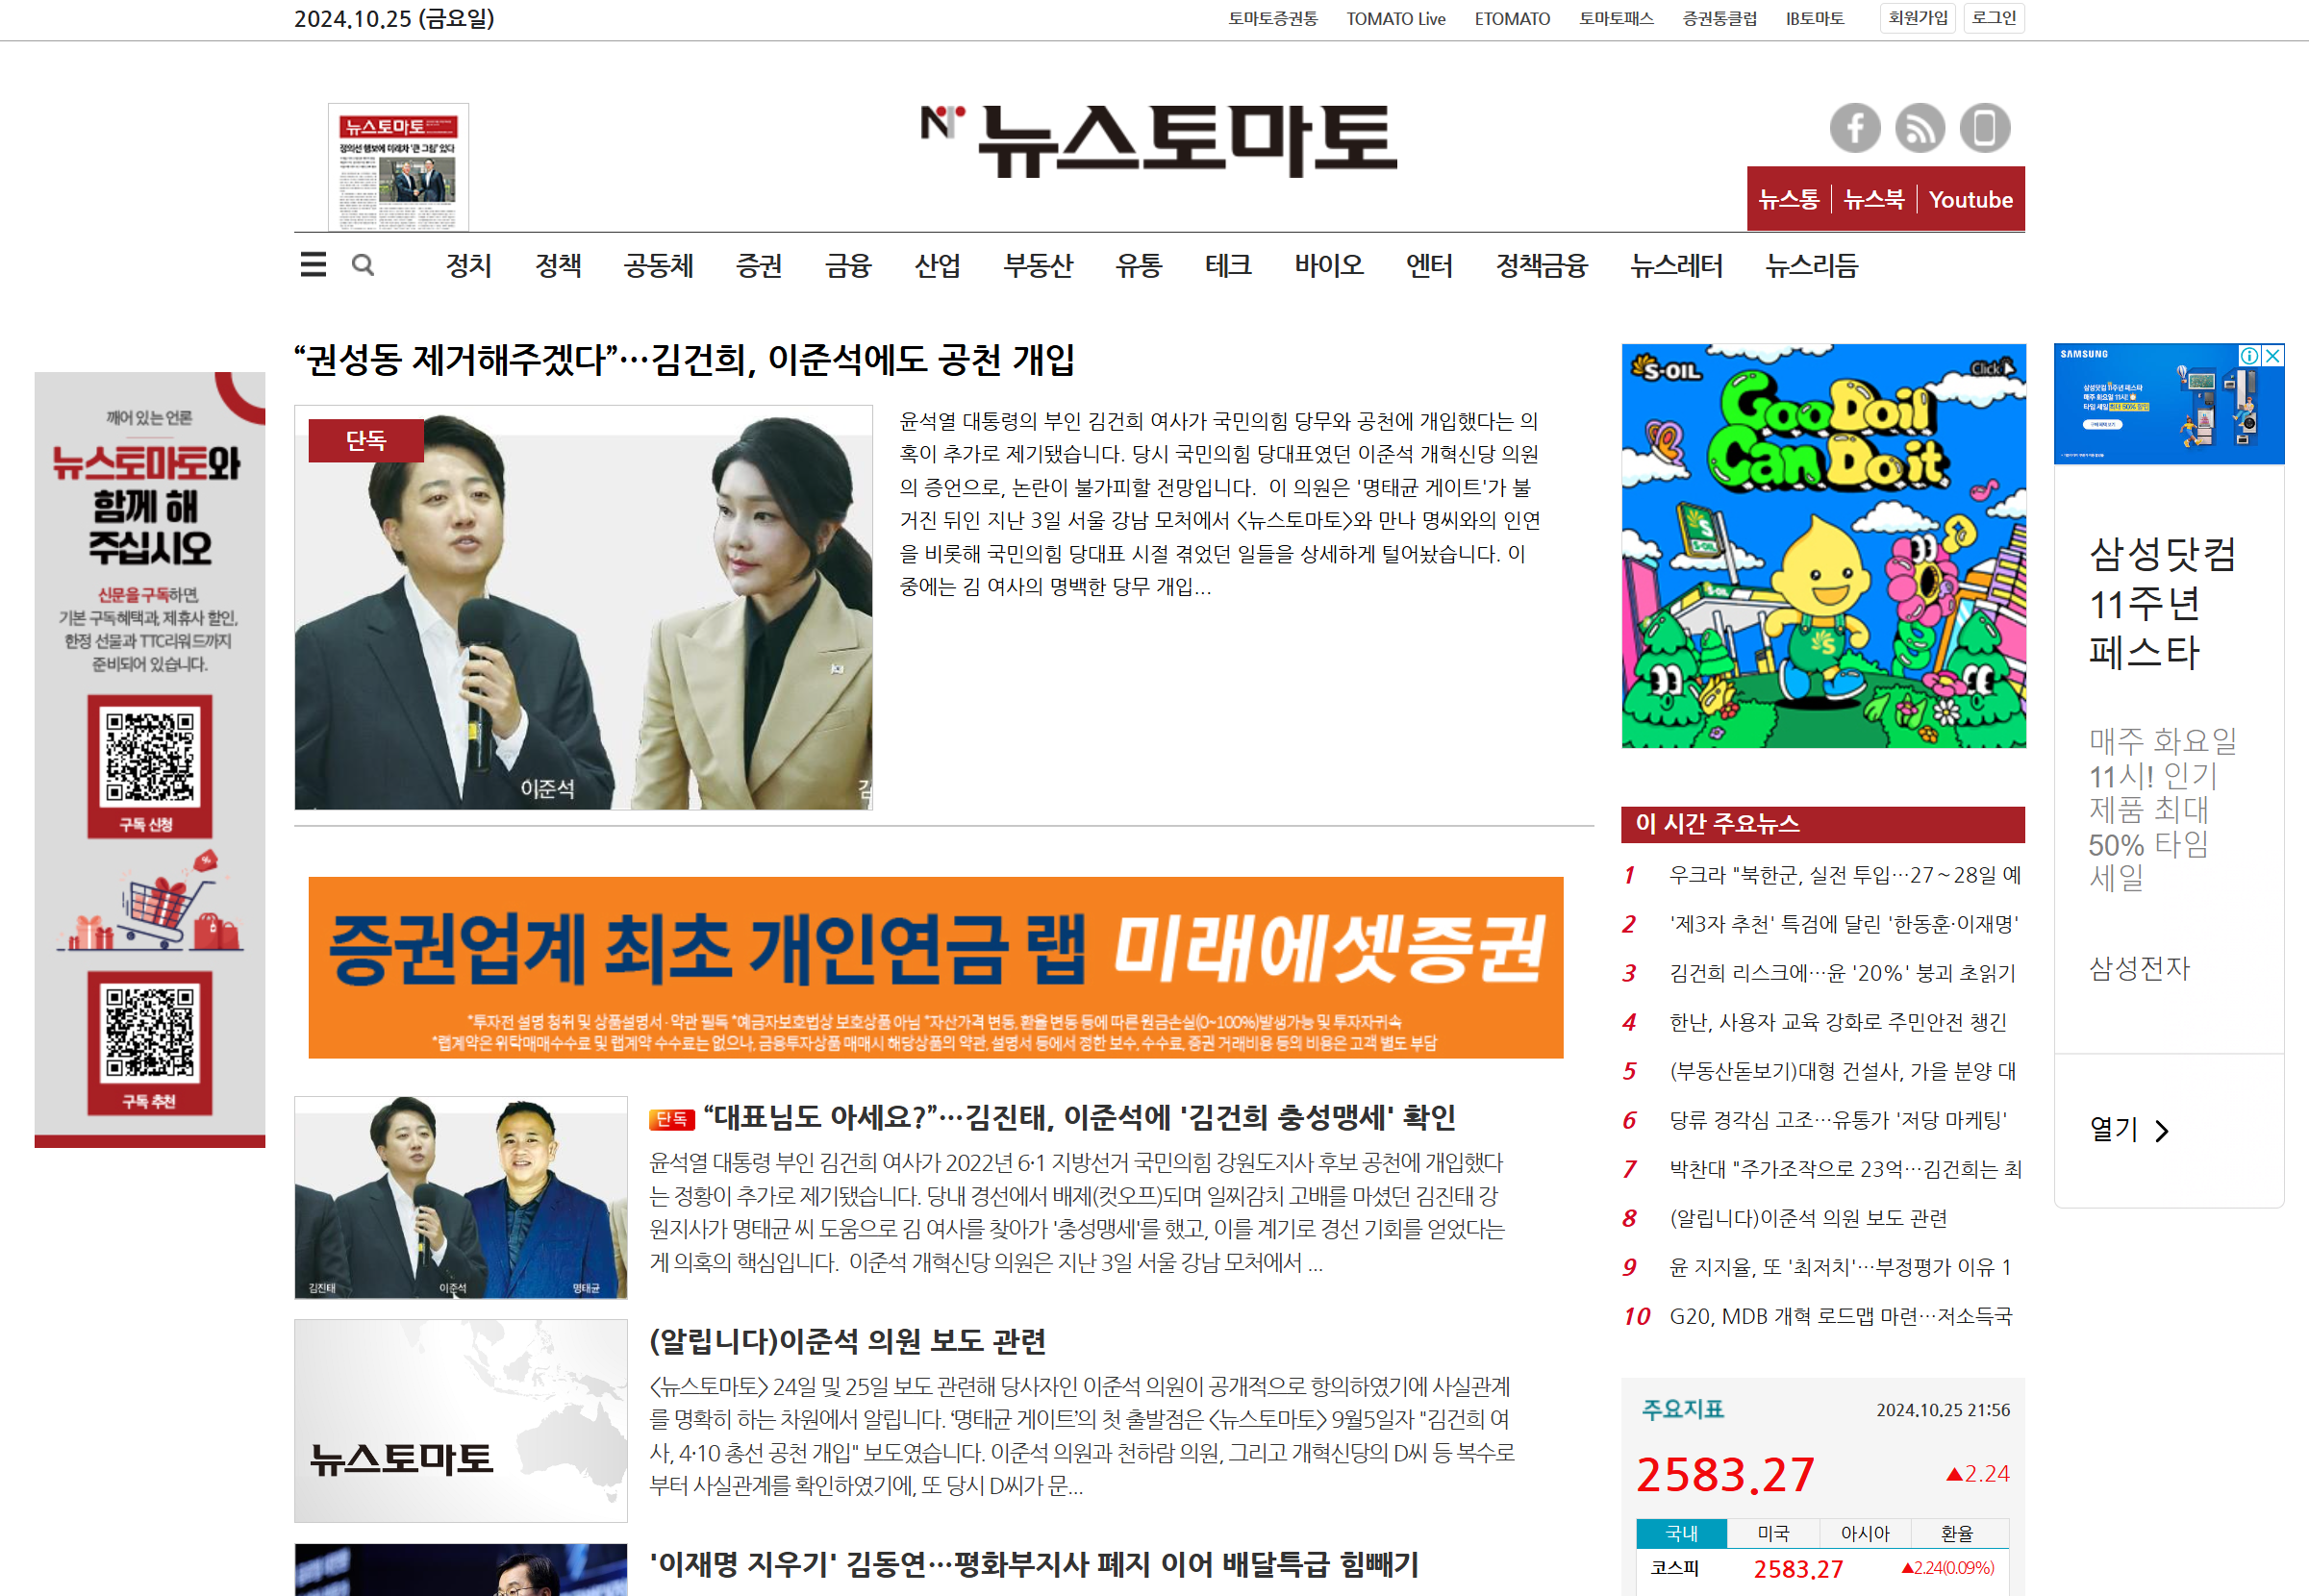 2024.10.25 (금요일)
토마토증권통 TOMATO Live ETOMATO 토마토패스 증권통클럽 IB토마토 회원가입 로그인
뉴스토마토
정의선 행보에 미래차 '큰 그림' 있다
뉴스토마토
뉴스통 뉴스북 Youtube
정치 정책 공동체 증권 금융 산업 부동산 유통 테크 바이오 엔터 정책금융 뉴스레터 뉴스리듬
깨어 있는 언론
뉴스토마토와
함께 해
주십시오
신문을 구독하면,
기본 구독혜택과, 제휴사 할인,
한정 선물과 TTC리워드까지
준비되어 있습니다.
구독 신청
구독 추천
“권성동 제거해주겠다”…김건희, 이준석에도 공천 개입
단독
이준석
윤석열 대통령의 부인 김건희 여사가 국민의힘 당무와 공천에 개입했다는 의
혹이 추가로 제기됐습니다. 당시 국민의힘 당대표였던 이준석 개혁신당 의원
의 증언으로, 논란이 불가피할 전망입니다.  이 의원은 '명태균 게이트'가 불
거진 뒤인 지난 3일 서울 강남 모처에서 <뉴스토마토>와 만나 명씨와의 인연
을 비롯해 국민의힘 당대표 시절 겪었던 일들을 상세하게 털어놨습니다. 이
중에는 김 여사의 명백한 당무 개입...
증권업계 최초 개인연금 랩 미래에셋증권
*투자전 설명 청취 및 상품설명서·약관 필독 *예금자보호법상 보호상품 아님 *자산가격 변동, 환율 변동 등에 따른 원금손실(0~100%)발생가능 및 투자자귀속
*랩계약은 위탁매매수수료 및 랩계약 수수료는 없으나, 금융투자상품 매매시 해당상품의 약관, 설명서 등에서 정한 보수, 수수료, 증권 거래비용 등의 비용은 고객 별도 부담
김진태 이준석 명태균
단독 “대표님도 아세요?”…김진태, 이준석에 '김건희 충성맹세' 확인
윤석열 대통령 부인 김건희 여사가 2022년 6·1 지방선거 국민의힘 강원도지사 후보 공천에 개입했다
는 정황이 추가로 제기됐습니다. 당내 경선에서 배제(컷오프)되며 일찌감치 고배를 마셨던 김진태 강
원지사가 명태균 씨 도움으로 김 여사를 찾아가 '충성맹세'를 했고, 이를 계기로 경선 기회를 얻었다는
게 의혹의 핵심입니다.  이준석 개혁신당 의원은 지난 3일 서울 강남 모처에서 ...
뉴스토마토
(알립니다)이준석 의원 보도 관련
<뉴스토마토> 24일 및 25일 보도 관련해 당사자인 이준석 의원이 공개적으로 항의하였기에 사실관계
를 명확히 하는 차원에서 알립니다. ‘명태균 게이트’의 첫 출발점은 <뉴스토마토> 9월5일자 "김건희 여
사, 4·10 총선 공천 개입" 보도였습니다. 이준석 의원과 천하람 의원, 그리고 개혁신당의 D씨 등 복수로
부터 사실관계를 확인하였기에, 또 당시 D씨가 문...
'이재명 지우기' 김동연…평화부지사 폐지 이어 배달특급 힘빼기
S-OIL
Click
GooDoil
Can Do it
S-OIL
이 시간 주요뉴스
1 우크라 "북한군, 실전 투입…27~28일 예
2 '제3자 추천' 특검에 달린 '한동훈·이재명'
3 김건희 리스크에…윤 '20%' 붕괴 초읽기
4 한난, 사용자 교육 강화로 주민안전 챙긴
5 (부동산돋보기)대형 건설사, 가을 분양 대
6 당류 경각심 고조…유통가 '저당 마케팅'
7 박찬대 "주가조작으로 23억…김건희는 최
8 (알립니다)이준석 의원 보도 관련
9 윤 지지율, 또 '최저치'…부정평가 이유 1
10 G20, MDB 개혁 로드맵 마련…저소득국
주요지표 2024.10.25 21:56
2583.27 ▲2.24
국내 미국 아시아 환율
코스피 2583.27 ▲2.24(0.09%)
SAMSUNG
삼성닷컴 11주년 페스타
매주 화요일 11시!
타임 세일 최대 50% 할인
삼성닷컴
11주년
페스타
매주 화요일
11시! 인기
제품 최대
50% 타임
세일
삼성전자
열기